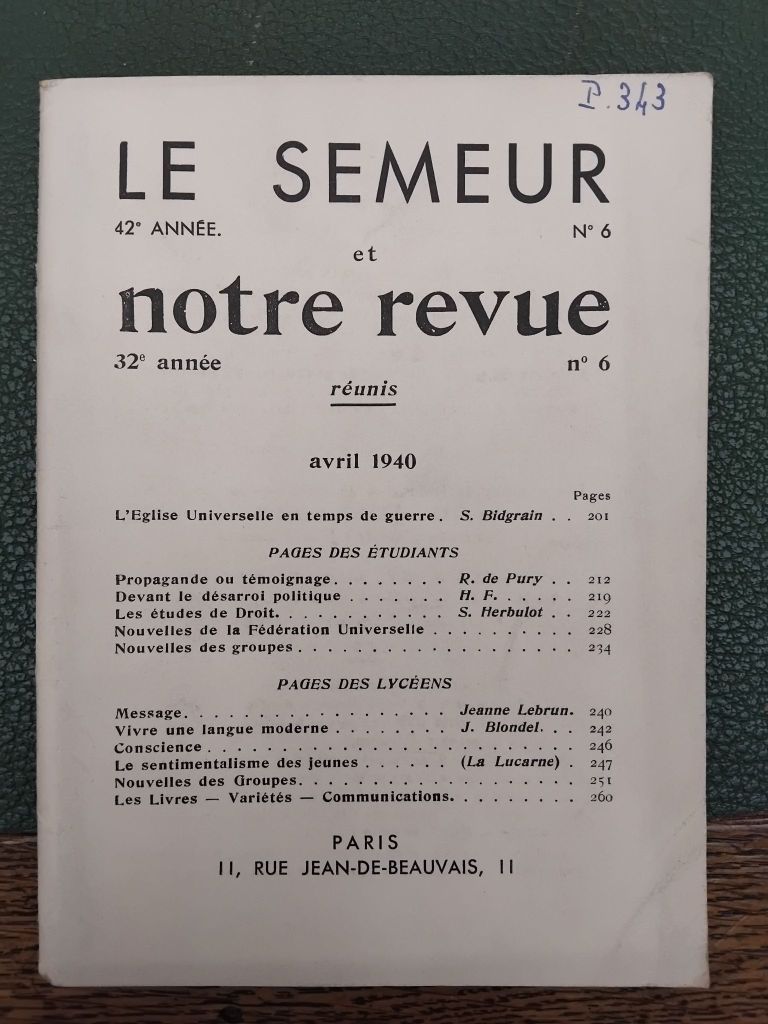 P. 343
LE SEMEUR
42° ANNÉE. N° 6
et
notre revue
32e année n° 6
réunis
avril 1940
Pages
L'Eglise Universelle en temps de guerre. S. Bidgrain . . 201
PAGES DES ÉTUDIANTS
Propagande ou témoignage. . . . . . . . R. de Pury . . 212
Devant le désarroi politique . . . . . . . H. F. . . . . . 219
Les études de Droit. . . . . . . . . . . . S. Herbulot . . 222
Nouvelles de la Fédération Universelle . . . . . . . . . . 228
Nouvelles des groupes . . . . . . . . . . . . . . . . . . . 234
PAGES DES LYCÉENS
Message. . . . . . . . . . . . . . . . . . Jeanne Lebrun. 240
Vivre une langue moderne . . . . . . . . J. Blondel. . . 242
Conscience . . . . . . . . . . . . . . . . . . . . . . . . 246
Le sentimentalisme des jeunes . . . . . . (La Lucarne) . 247
Nouvelles des Groupes. . . . . . . . . . . . . . . . . . . 251
Les Livres — Variétés — Communications. . . . . . . . . 260
PARIS
11, RUE JEAN-DE-BEAUVAIS, 11